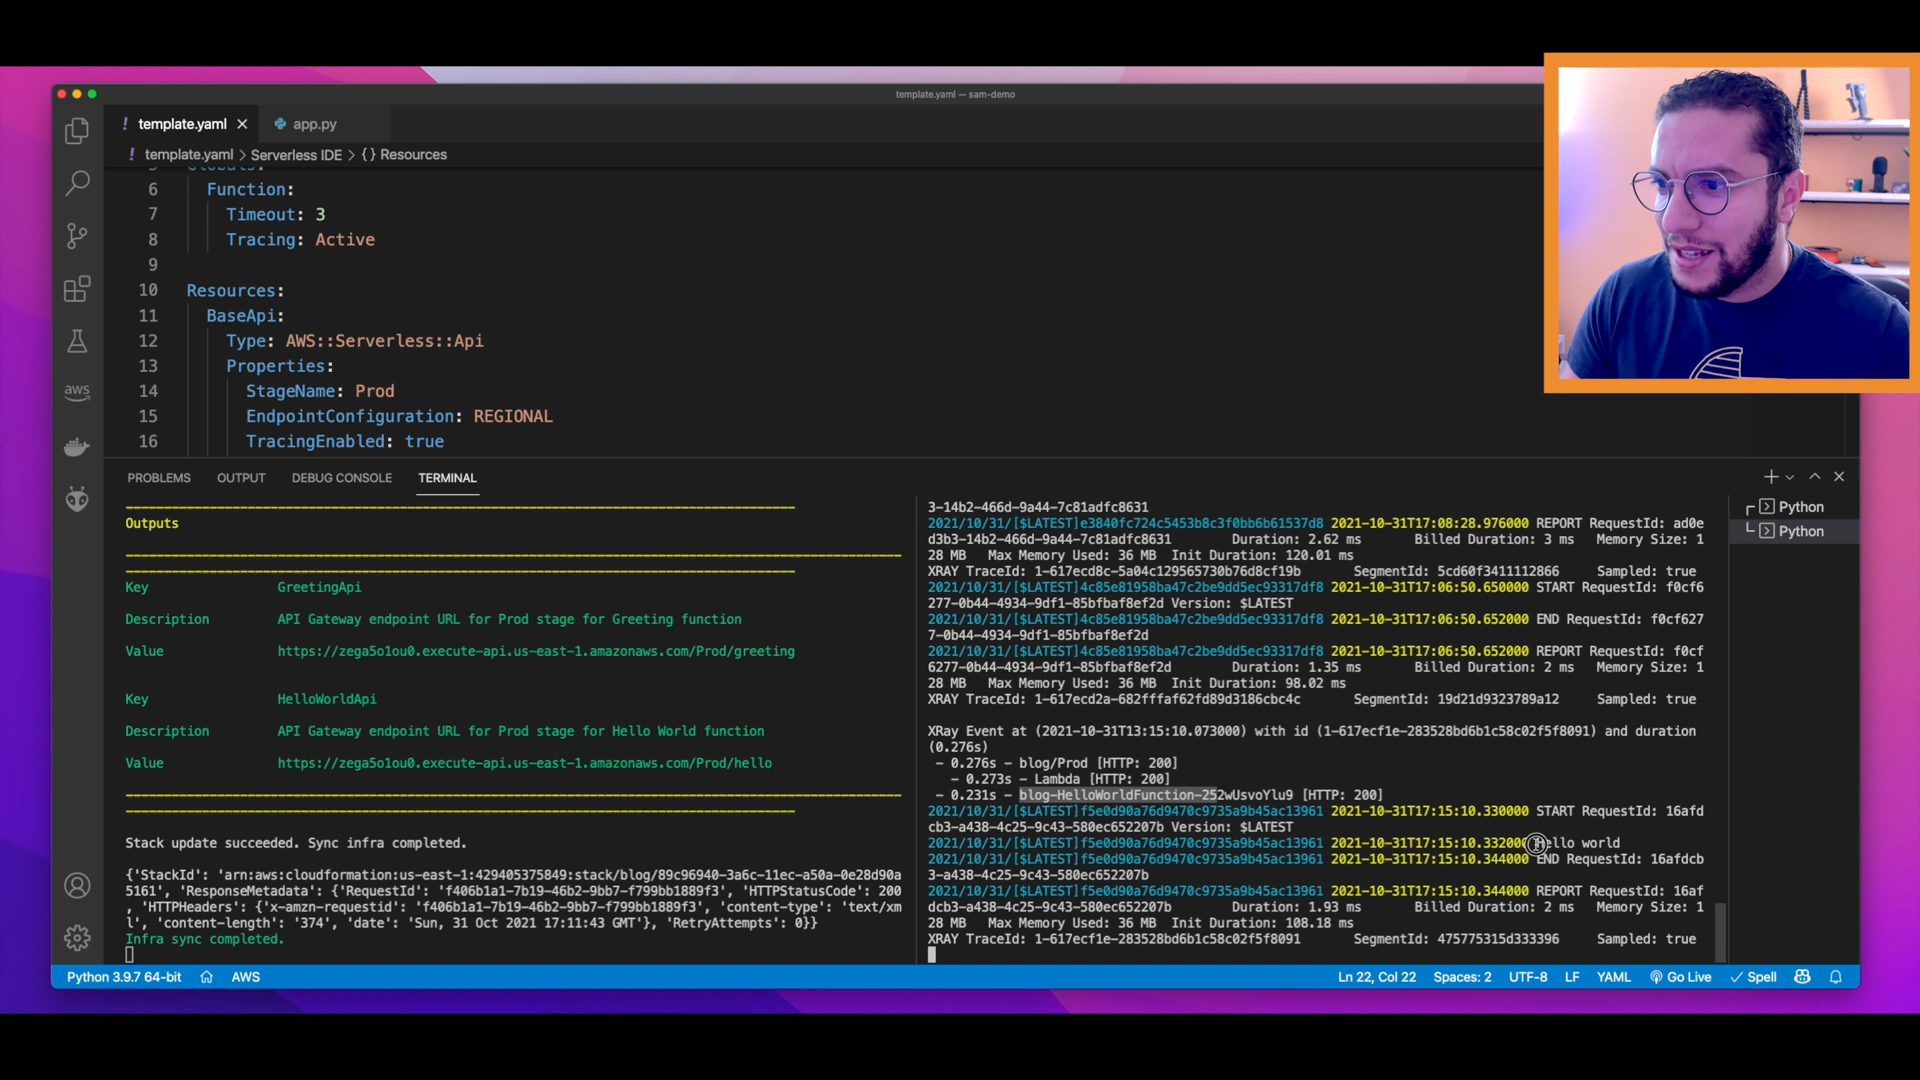 template.yaml — sam-demo
! template.yaml
app.py
! template.yaml > Serverless IDE > {} Resources
5 Globals:
6 Function:
7 Timeout: 3
8 Tracing: Active
9
10 Resources:
11 BaseApi:
12 Type: AWS::Serverless::Api
13 Properties:
14 StageName: Prod
15 EndpointConfiguration: REGIONAL
16 TracingEnabled: true
aws
PROBLEMS OUTPUT DEBUG CONSOLE TERMINAL
Outputs
Key GreetingApi
Description API Gateway endpoint URL for Prod stage for Greeting function
Value https://zega5o1ou0.execute-api.us-east-1.amazonaws.com/Prod/greeting
Key HelloWorldApi
Description API Gateway endpoint URL for Prod stage for Hello World function
Value https://zega5o1ou0.execute-api.us-east-1.amazonaws.com/Prod/hello
Stack update succeeded. Sync infra completed.
{'StackId': 'arn:aws:cloudformation:us-east-1:429405375849:stack/blog/89c96940-3a6c-11ec-a50a-0e28d90a
5161', 'ResponseMetadata': {'RequestId': 'f406b1a1-7b19-46b2-9bb7-f799bb1889f3', 'HTTPStatusCode': 200
, 'HTTPHeaders': {'x-amzn-requestid': 'f406b1a1-7b19-46b2-9bb7-f799bb1889f3', 'content-type': 'text/xm
l', 'content-length': '374', 'date': 'Sun, 31 Oct 2021 17:11:43 GMT'}, 'RetryAttempts': 0}}
Infra sync completed.
3-14b2-466d-9a44-7c81adfc8631
2021/10/31/[$LATEST]e3840fc724c5453b8c3f0bb6b61537d8 2021-10-31T17:08:28.976000 REPORT RequestId: ad0e
d3b3-14b2-466d-9a44-7c81adfc8631 Duration: 2.62 ms Billed Duration: 3 ms Memory Size: 1
28 MB Max Memory Used: 36 MB Init Duration: 120.01 ms
XRAY TraceId: 1-617ecd8c-5a04c129565730b76d8cf19b SegmentId: 5cd60f3411112866 Sampled: true
2021/10/31/[$LATEST]4c85e81958ba47c2be9dd5ec93317df8 2021-10-31T17:06:50.650000 START RequestId: f0cf6
277-0b44-4934-9df1-85bfbaf8ef2d Version: $LATEST
2021/10/31/[$LATEST]4c85e81958ba47c2be9dd5ec93317df8 2021-10-31T17:06:50.652000 END RequestId: f0cf627
7-0b44-4934-9df1-85bfbaf8ef2d
2021/10/31/[$LATEST]4c85e81958ba47c2be9dd5ec93317df8 2021-10-31T17:06:50.652000 REPORT RequestId: f0cf
6277-0b44-4934-9df1-85bfbaf8ef2d Duration: 1.35 ms Billed Duration: 2 ms Memory Size: 1
28 MB Max Memory Used: 36 MB Init Duration: 98.02 ms
XRAY TraceId: 1-617ecd2a-682fffaf62fd89d3186cbc4c SegmentId: 19d21d9323789a12 Sampled: true
XRay Event at (2021-10-31T13:15:10.073000) with id (1-617ecf1e-283528bd6b1c58c02f5f8091) and duration
(0.276s)
- 0.276s - blog/Prod [HTTP: 200]
- 0.273s - Lambda [HTTP: 200]
- 0.231s - blog-HelloWorldFunction-252wUsvoYlu9 [HTTP: 200]
2021/10/31/[$LATEST]f5e0d90a76d9470c9735a9b45ac13961 2021-10-31T17:15:10.330000 START RequestId: 16afd
cb3-a438-4c25-9c43-580ec652207b Version: $LATEST
2021/10/31/[$LATEST]f5e0d90a76d9470c9735a9b45ac13961 2021-10-31T17:15:10.332000 Hello world
2021/10/31/[$LATEST]f5e0d90a76d9470c9735a9b45ac13961 2021-10-31T17:15:10.344000 END RequestId: 16afdcb
3-a438-4c25-9c43-580ec652207b
2021/10/31/[$LATEST]f5e0d90a76d9470c9735a9b45ac13961 2021-10-31T17:15:10.344000 REPORT RequestId: 16af
dcb3-a438-4c25-9c43-580ec652207b Duration: 1.93 ms Billed Duration: 2 ms Memory Size: 1
28 MB Max Memory Used: 36 MB Init Duration: 108.18 ms
XRAY TraceId: 1-617ecf1e-283528bd6b1c58c02f5f8091 SegmentId: 475775315d333396 Sampled: true
Python
Python
Python 3.9.7 64-bit AWS
Ln 22, Col 22 Spaces: 2 UTF-8 LF YAML Go Live Spell